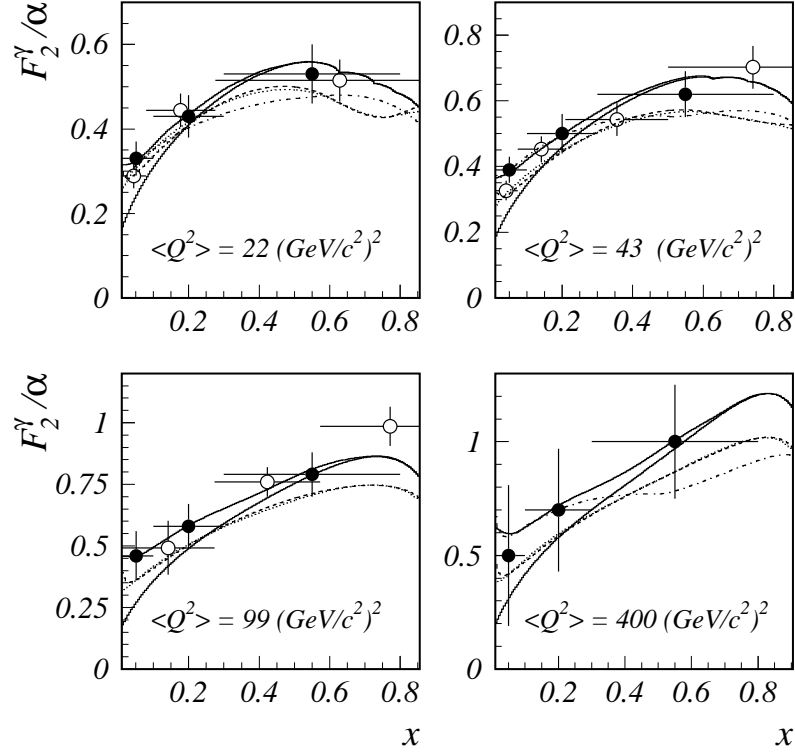 F₂^γ/α
0.6
0.4
0.2
0
0.2 0.4 0.6 0.8
<Q²> = 22 (GeV/c²)²
0.8
0.6
0.4
0.2
0
0.2 0.4 0.6 0.8
<Q²> = 43 (GeV/c²)²
F₂^γ/α
1
0.75
0.5
0.25
0
0.2 0.4 0.6 0.8
<Q²> = 99 (GeV/c²)²
x
1
0.5
0
0.2 0.4 0.6 0.8
<Q²> = 400 (GeV/c²)²
x